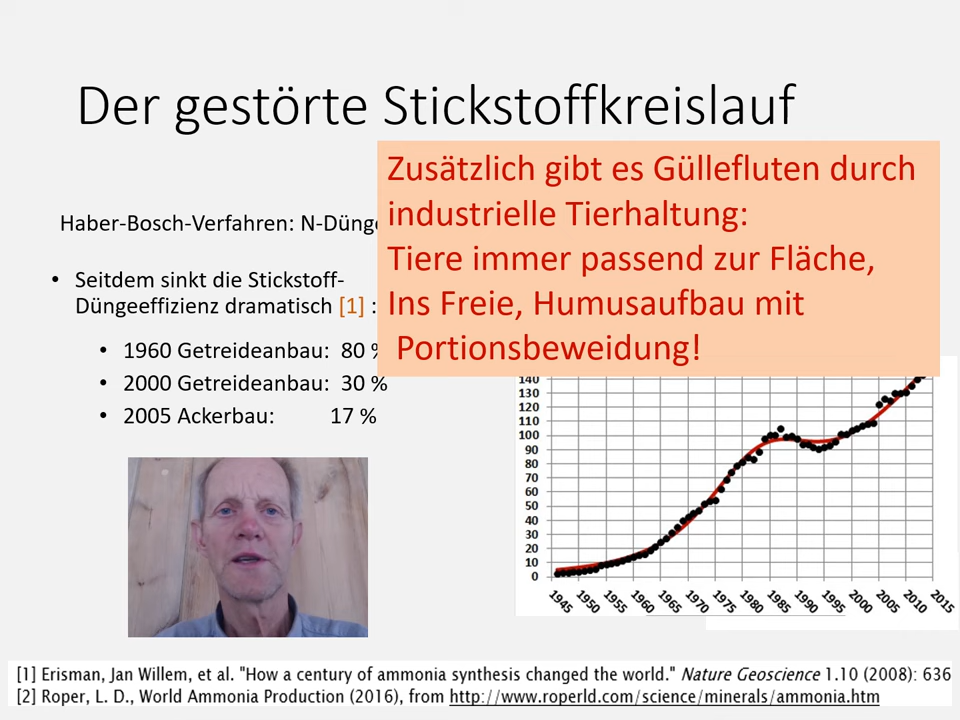 Der gestörte Stickstoffkreislauf
Zusätzlich gibt es Güllefluten durch
industrielle Tierhaltung:
Tiere immer passend zur Fläche,
Ins Freie, Humusaufbau mit
Portionsbeweidung!
Haber-Bosch-Verfahren:
• Seitdem sinkt die Stickstoff-
Düngeeffizienz dramatisch [1] :
• 1960 Getreideanbau: 80 %
• 2000 Getreideanbau: 30 %
• 2005 Ackerbau: 17 %
140
130
120
110
100
90
80
70
60
50
40
30
20
10
0
1945 1950 1955 1960 1965 1970 1975 1980 1985 1990 1995 2000 2005 2010 2015
[1] Erisman, Jan Willem, et al. "How a century of ammonia synthesis changed the world." Nature Geoscience 1.10 (2008): 636
[2] Roper, L. D., World Ammonia Production (2016), from http://www.roperld.com/science/minerals/ammonia.htm